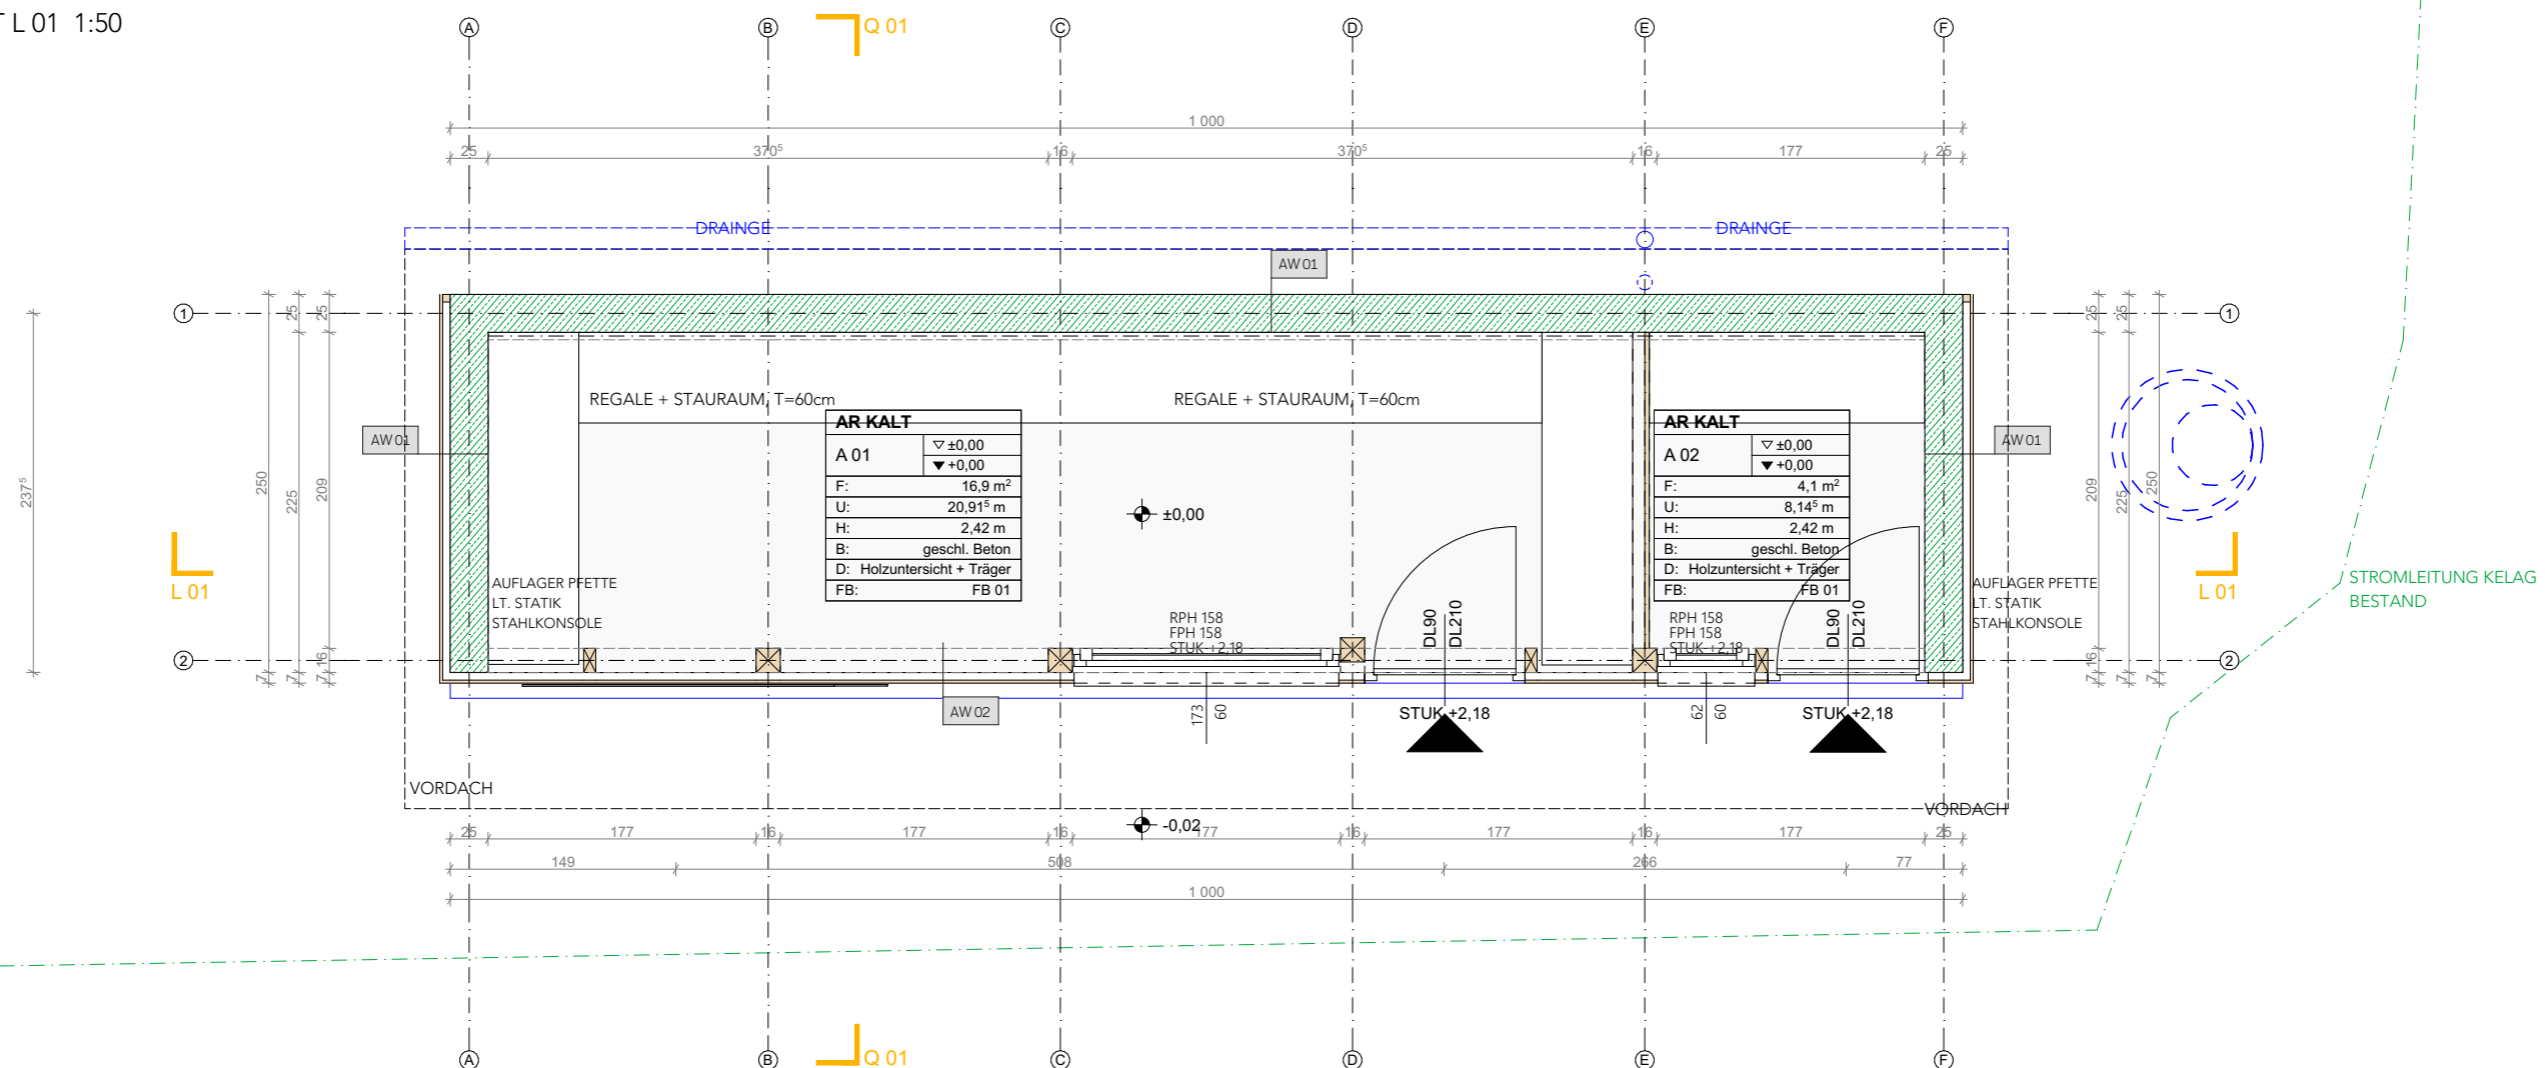 T L 01 1:50
A
B
Q 01
C
D
E
F
1 000
25
370⁵
16
370⁵
16
177
25
DRAINGE
DRAINGE
AW 01
1
1
25
25
25
25
REGALE + STAURAUM, T=60cm
REGALE + STAURAUM, T=60cm
AW 01
AW 01
237⁵
250
225
209
209
225
250
AR KALT
A 01
±0,00
+0,00
F: 16,9 m²
U: 20,91⁵ m
H: 2,42 m
B: geschl. Beton
D: Holzuntersicht + Träger
FB: FB 01
±0,00
AR KALT
A 02
±0,00
+0,00
F: 4,1 m²
U: 8,14⁵ m
H: 2,42 m
B: geschl. Beton
D: Holzuntersicht + Träger
FB: FB 01
L 01
L 01
AUFLAGER PFETTE
LT. STATIK
STAHLKONSOLE
AUFLAGER PFETTE
LT. STATIK
STAHLKONSOLE
STROMLEITUNG KELAG
BESTAND
RPH 158
FPH 158
STUK +2,18
DL90
DL210
RPH 158
FPH 158
STUK +2,18
DL90
DL210
2
2
16
7
7
7
16
7
7
7
AW 02
173
60
STUK +2,18
62
60
STUK +2,18
VORDACH
VORDACH
-0,02
25
177
16
177
16
177
16
177
16
177
25
149
508
266
77
1 000
A
B
Q 01
C
D
E
F